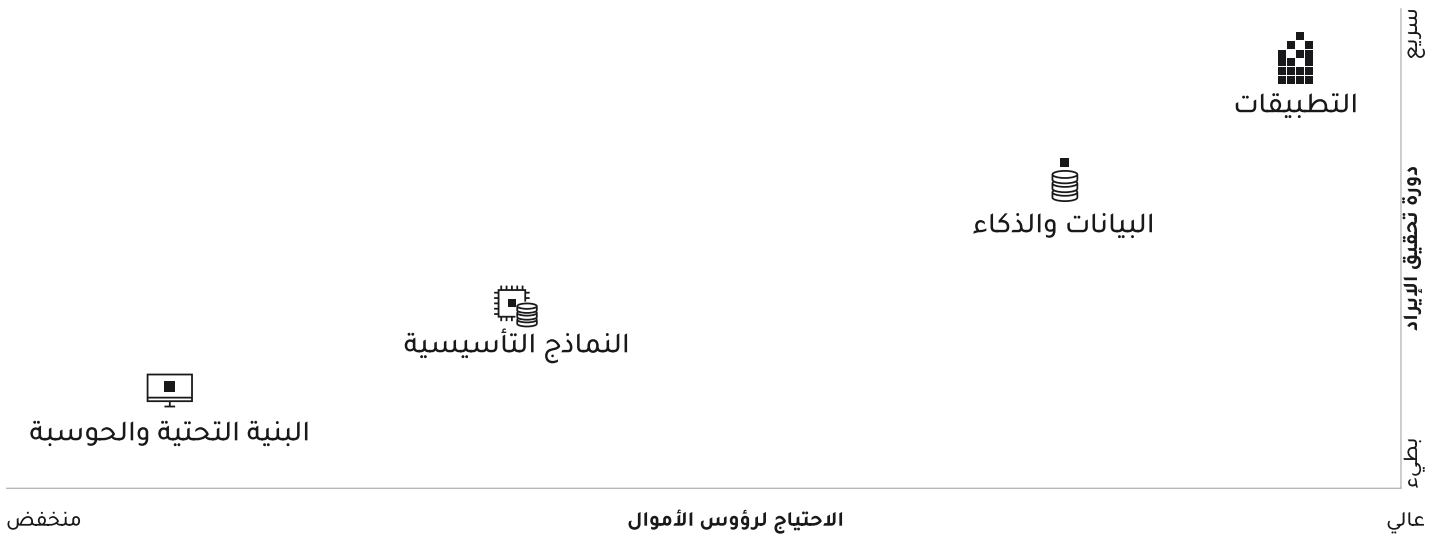 سريع
التطبيقات
دورة تحقيق الإيراد
البيانات والذكاء
النماذج التأسيسية
البنية التحتية والحوسبة
بطيء
عالي
الاحتياج لرؤوس الأموال
منخفض